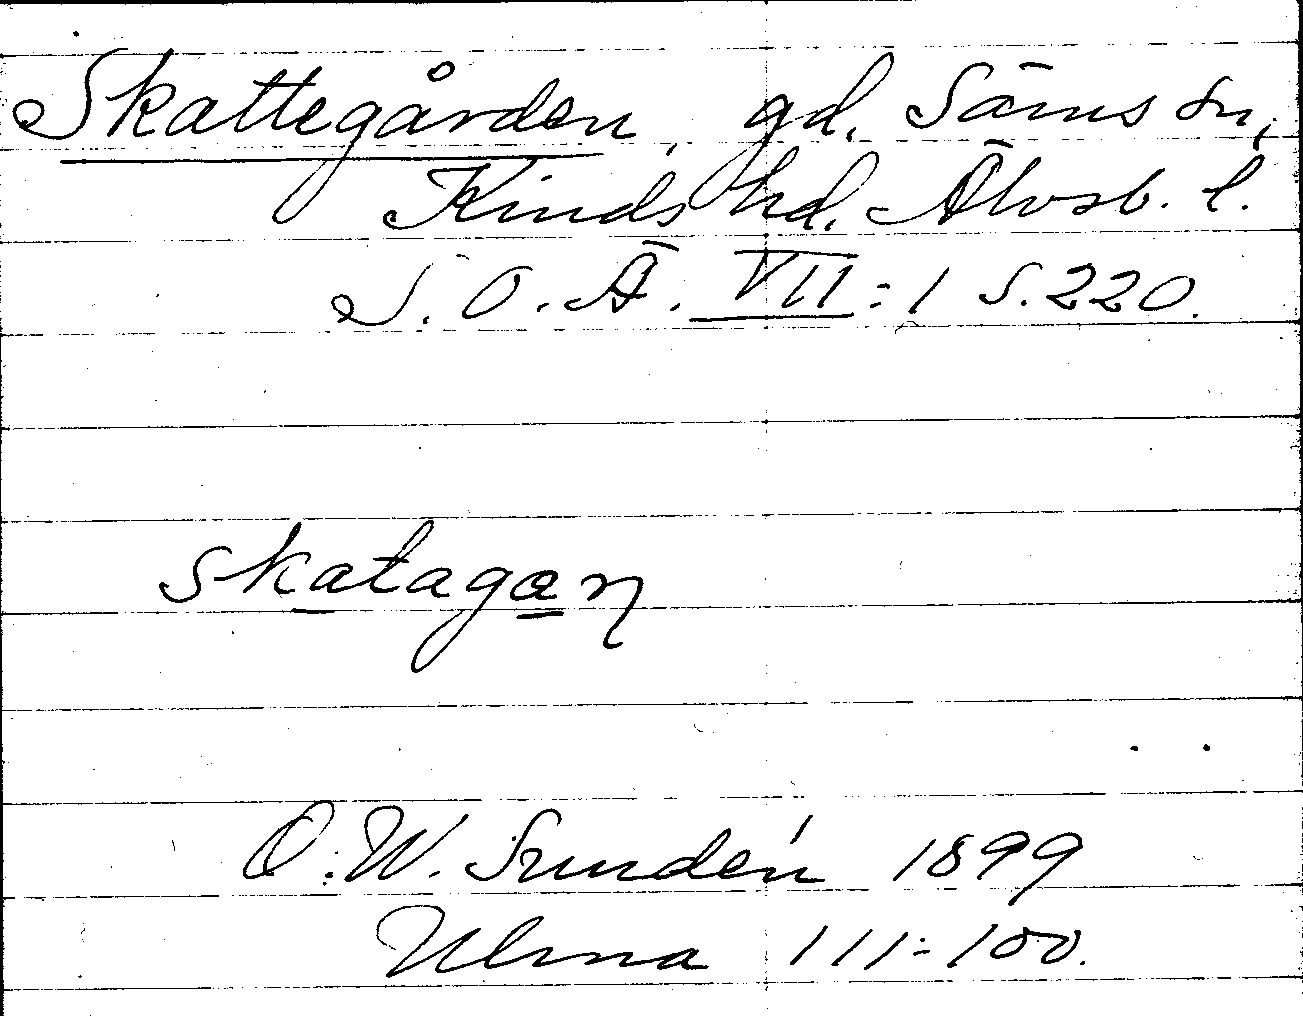 Skattegården, gd. Säms sn,
Kinds hd. Älvsb. l.
S. O. Ä. VII:1 S. 220.
skatagan
O. W. Sundén 1899
Ulma 111:100.